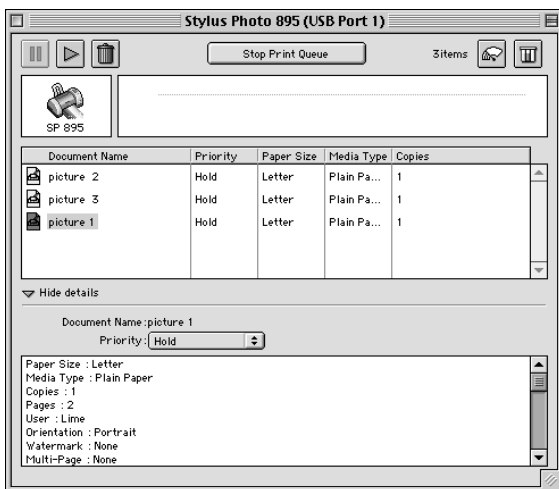 Stylus Photo 895 (USB Port 1)
Stop Print Queue
3items
SP 895
Document Name Priority Paper Size Media Type Copies
picture 2 Hold Letter Plain Pa... 1
picture 3 Hold Letter Plain Pa... 1
picture 1 Hold Letter Plain Pa... 1
Hide details
Document Name :picture 1
Priority: Hold
Paper Size : Letter
Media Type : Plain Paper
Copies : 1
Pages : 2
User : Lime
Orientation : Portrait
Watermark : None
Multi-Page : None